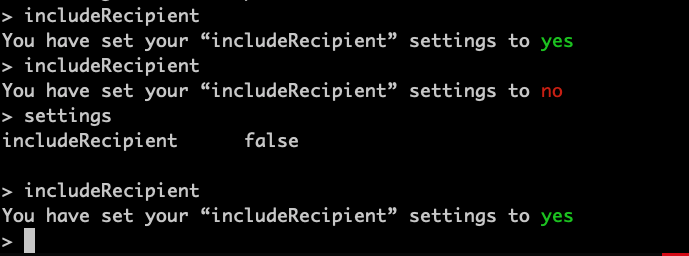 > includeRecipient
You have set your “includeRecipient” settings to yes
> includeRecipient
You have set your “includeRecipient” settings to no
> settings
includeRecipient      false
> includeRecipient
You have set your “includeRecipient” settings to yes
>